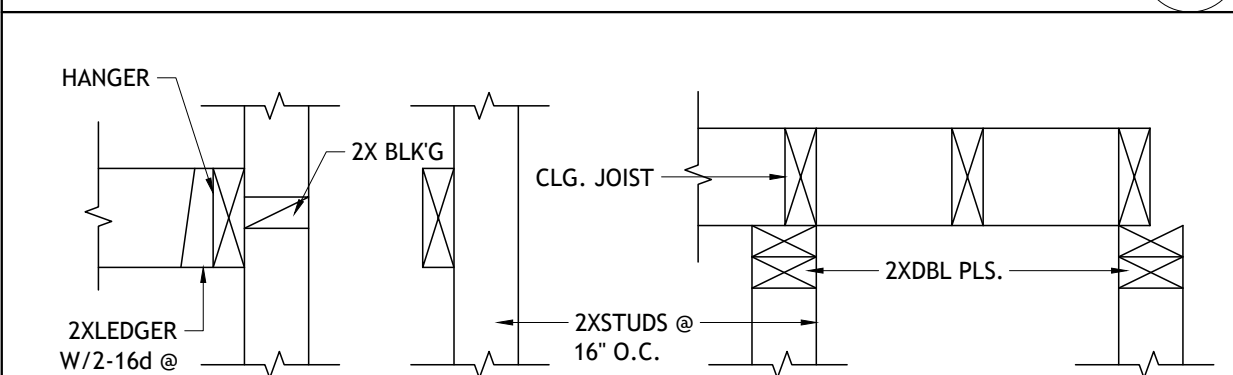 HANGER
2X BLK'G
CLG. JOIST
2XDBL PLS.
2XLEDGER
W/2-16d @
2XSTUDS @
16" O.C.